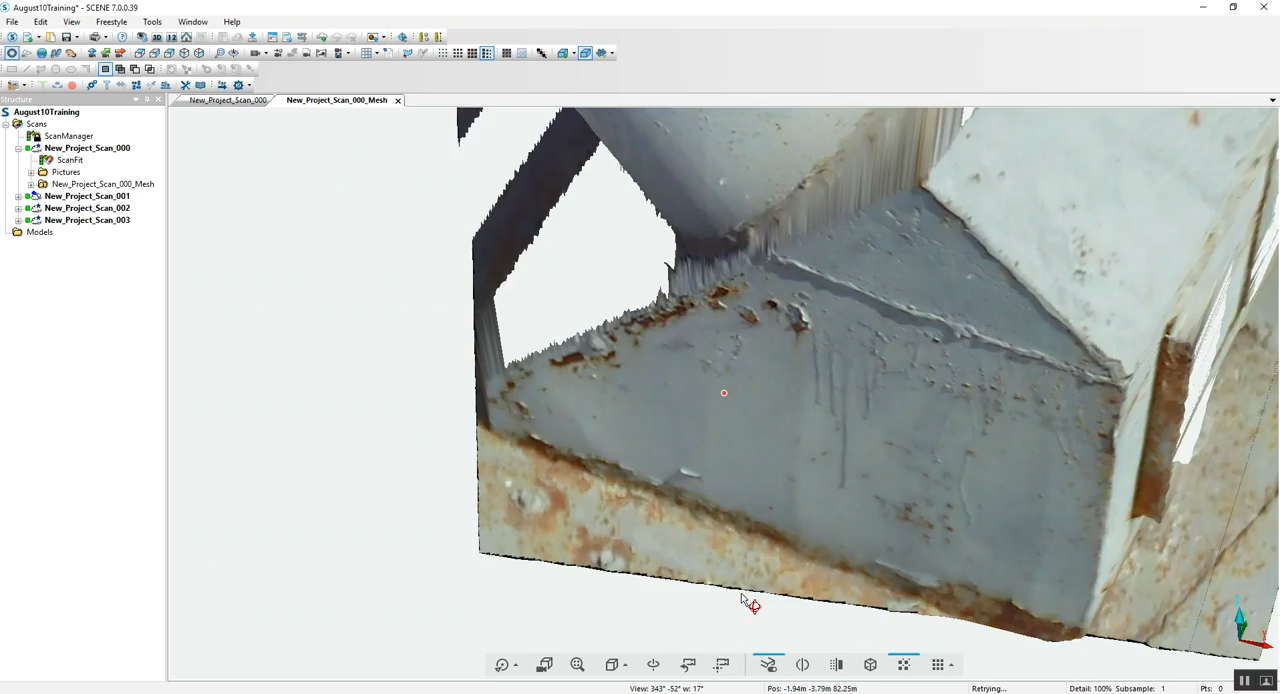 August10Training* - SCENE 7.0.0.39
File Edit View Freestyle Tools Window Help
Structure
New_Project_Scan_000 New_Project_Scan_000_Mesh
August10Training
Scans
ScanManager
New_Project_Scan_000
ScanFit
Pictures
New_Project_Scan_000_Mesh
New_Project_Scan_001
New_Project_Scan_002
New_Project_Scan_003
Models
View: 343° -52° w: 17° Pos: -1.94m -3.79m 82.25m Retrying... Detail: 100% Subsample: 1 Pts: 0